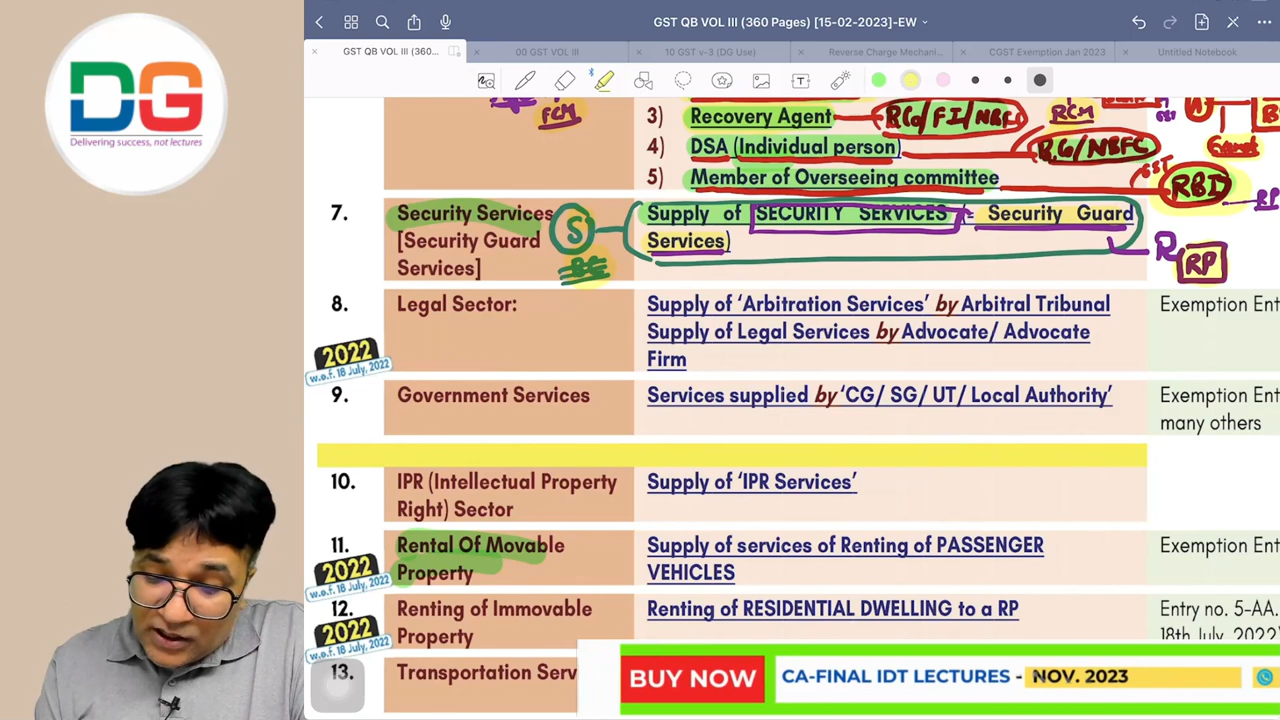 GST QB VOL III (360 Pages) [15-02-2023]-EW
GST QB VOL III (360...
00 GST VOL III
10 GST v-3 (DG Use)
Reverse Charge Mechani...
CGST Exemption Jan 2023
Untitled Notebook
DG
Delivering success, not lectures
FCM
3) Recovery Agent
RCM
4) DSA (Individual person)
Exempt
5) Member of Overseeing committee
GST
RP
7. Security Services
[Security Guard
Services]
S
BC
Supply of SECURITY SERVICES (= Security Guard
Services)
R
RP
8. Legal Sector:
2022
w.e.f. 18 July, 2022
Supply of 'Arbitration Services' by Arbitral Tribunal
Supply of Legal Services by Advocate/ Advocate
Firm
Exemption Ent
9. Government Services
Services supplied by 'CG/ SG/ UT/ Local Authority'
Exemption Ent
many others
10. IPR (Intellectual Property
Right) Sector
Supply of 'IPR Services'
11. Rental Of Movable
Property
2022
w.e.f. 18 July, 2022
Supply of services of Renting of PASSENGER
VEHICLES
Exemption Ent
12. Renting of Immovable
Property
2022
w.e.f. 18 July, 2022
Renting of RESIDENTIAL DWELLING to a RP
Entry no. 5-AA.
18th July, 2022)
13. Transportation Serv
BUY NOW
CA-FINAL IDT LECTURES - NOV. 2023